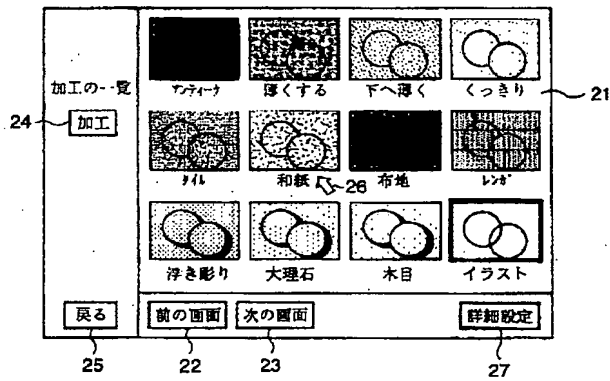 アンティーク 薄くする 下へ薄く くっきり
21
加工の一覧
24
加工
タイル 和紙 布地 レンガ
26
浮き彫り 大理石 木目 イラスト
戻る 前の画面 次の画面 詳細設定
25 22 23 27